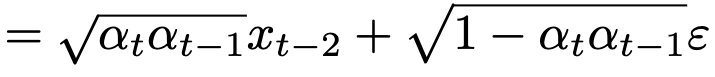 = √(α_t α_{t−1}) x_{t−2} + √(1 − α_t α_{t−1}) ε